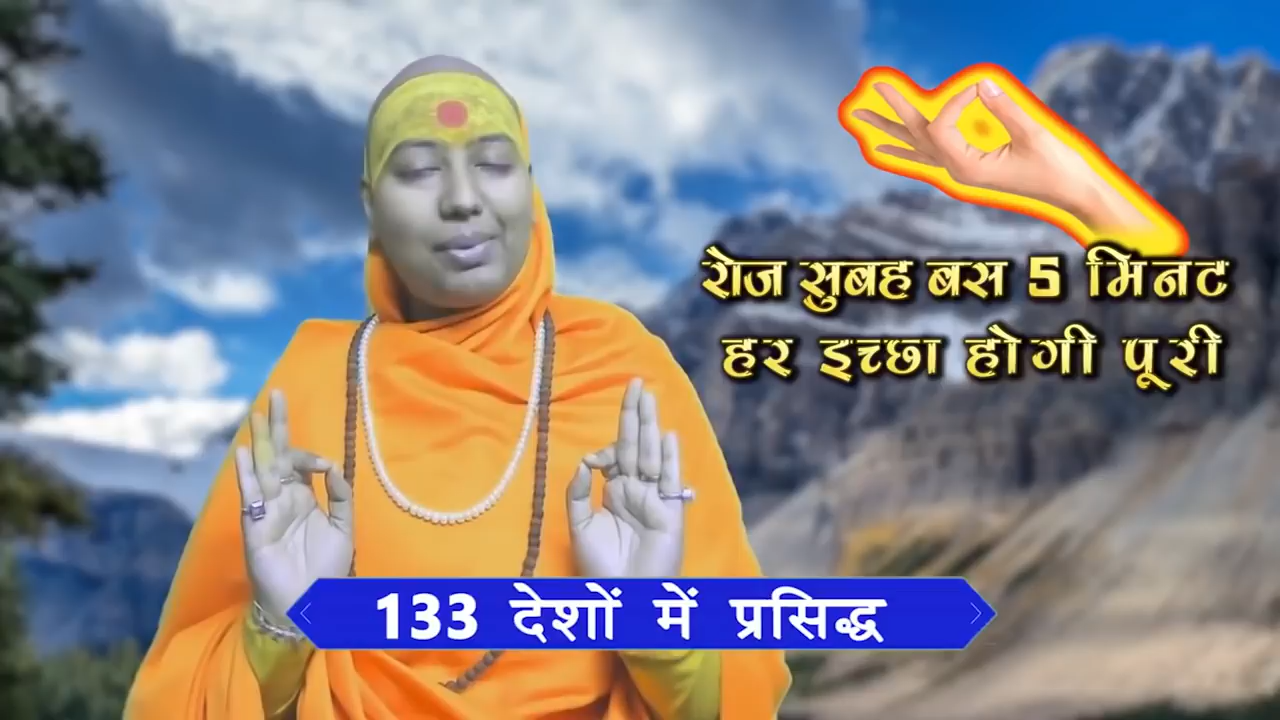 रोज सुबह बस 5 मिनट
हर इच्छा होगी पूरी
133 देशों में प्रसिद्ध